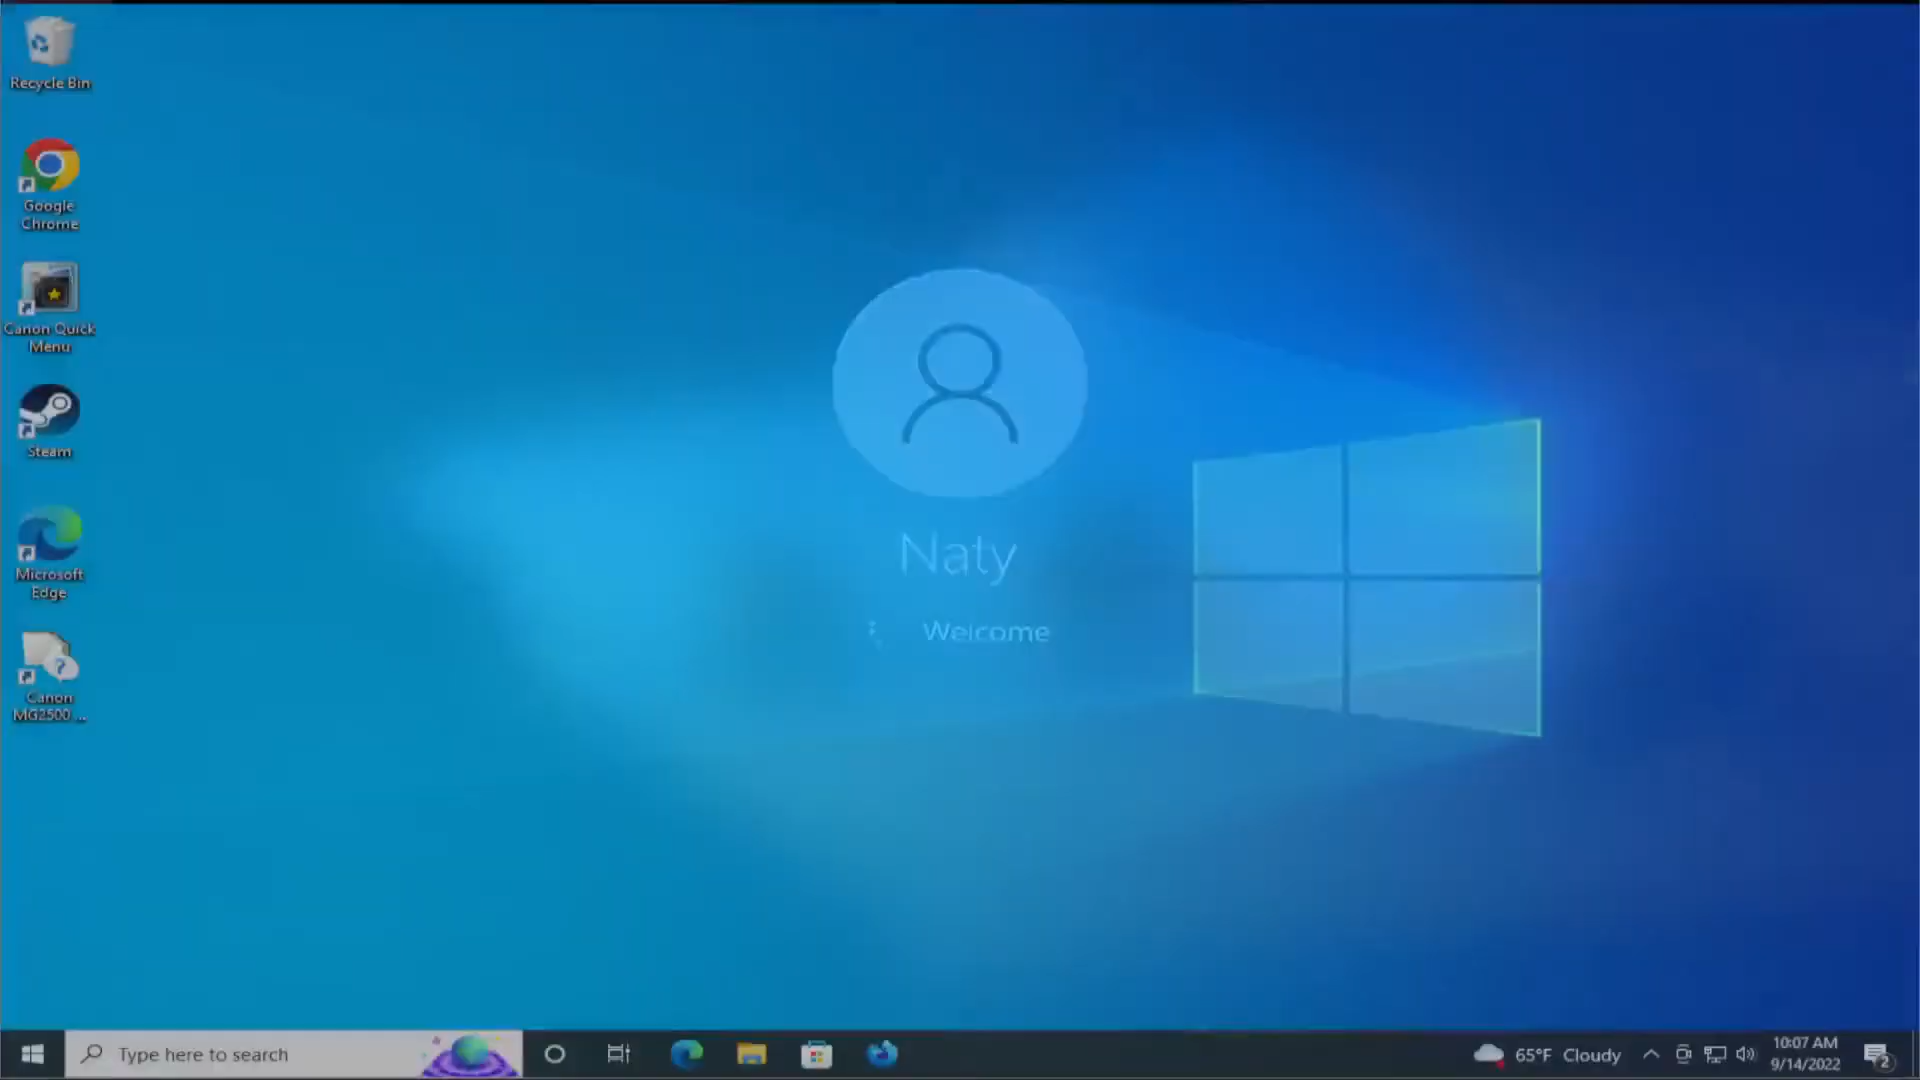 Recycle Bin
Google
Chrome
Canon Quick
Menu
Steam
Microsoft
Edge
Canon
MG2500 ...
Naty
Welcome
Type here to search
65°F Cloudy
10:07 AM
9/14/2022
2